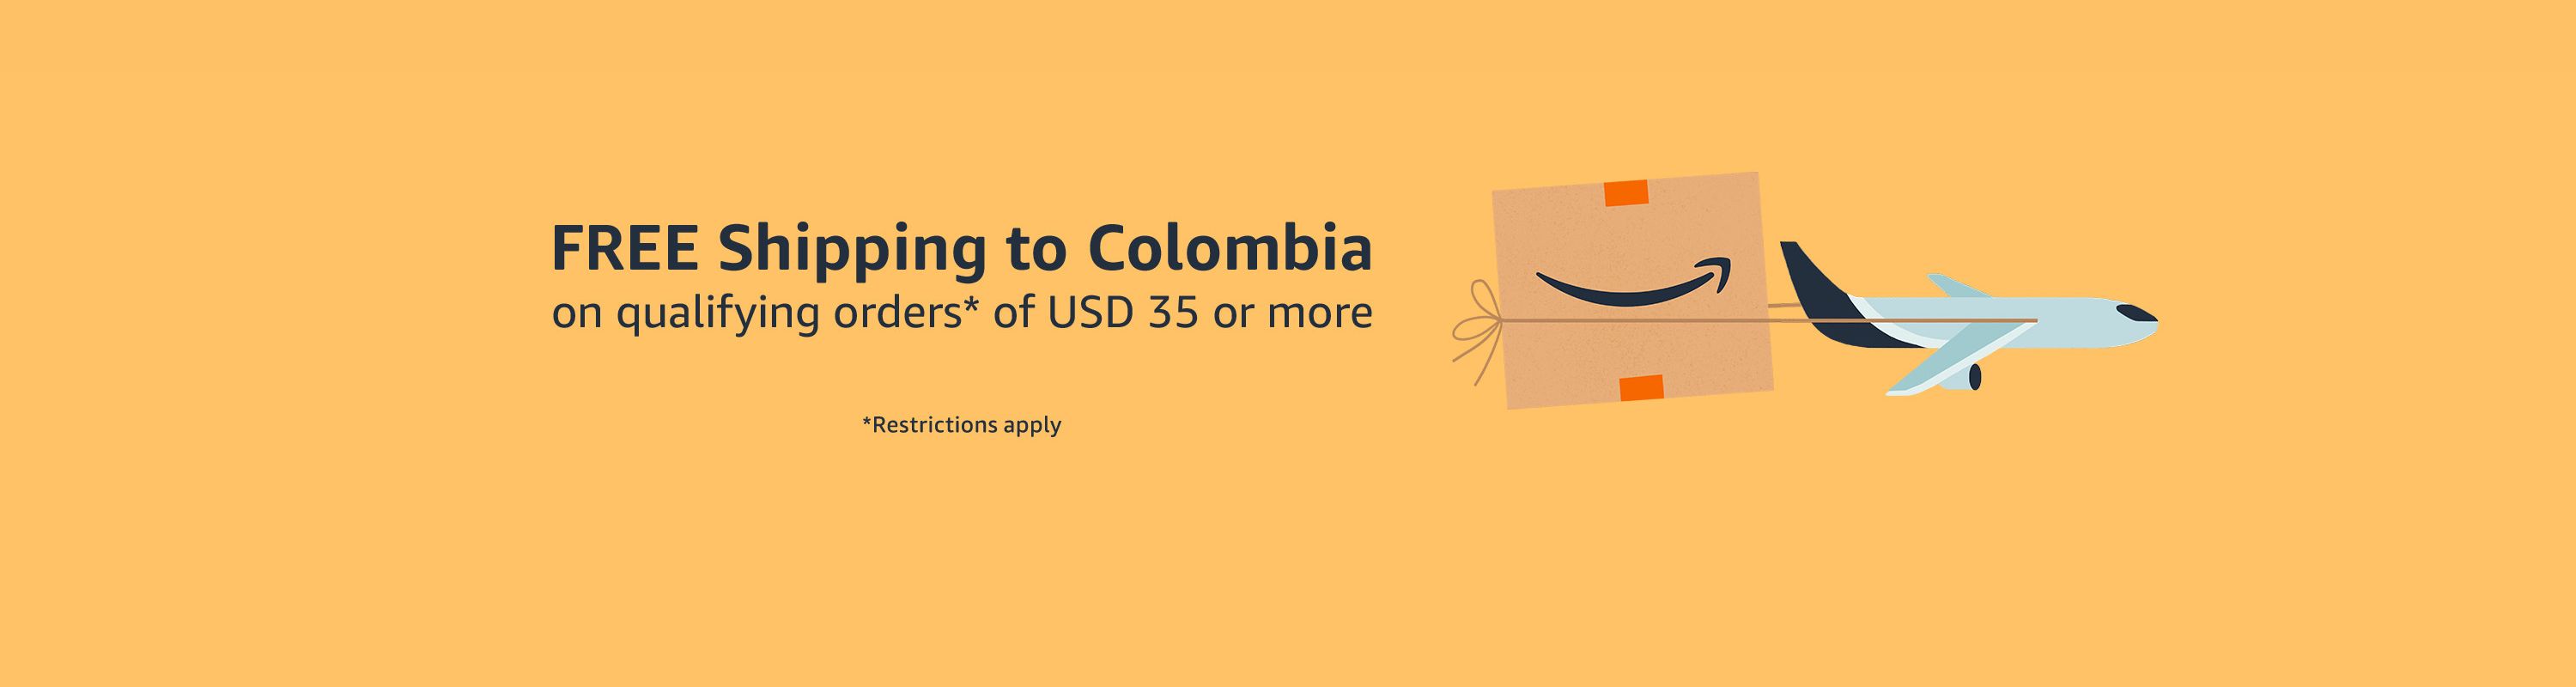 FREE Shipping to Colombia
on qualifying orders* of USD 35 or more
*Restrictions apply